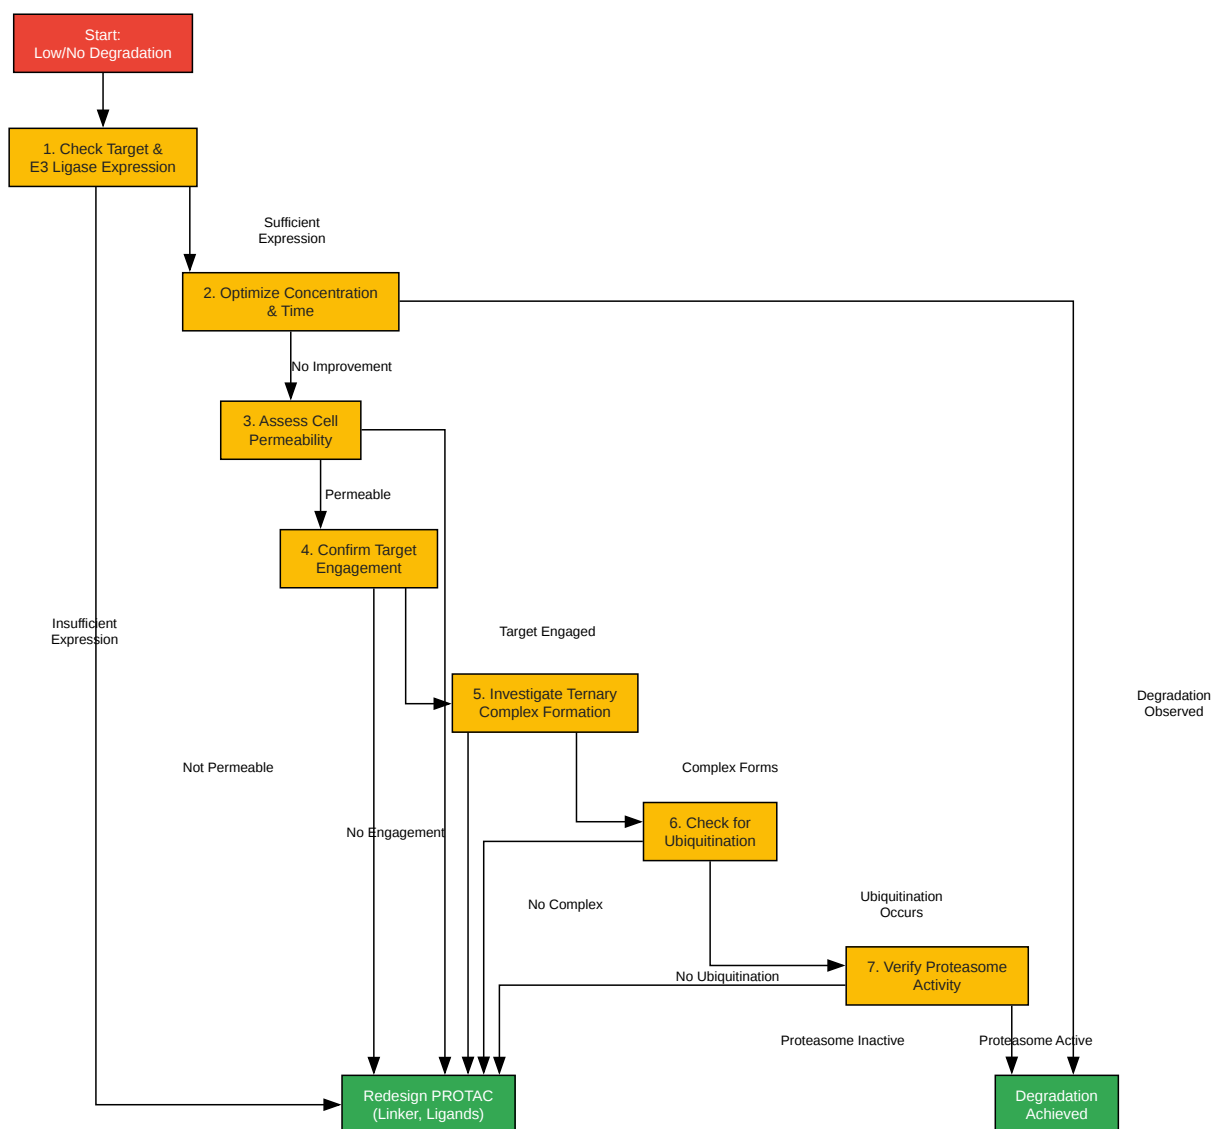 Start:
Low/No Degradation
1. Check Target &
E3 Ligase Expression
Sufficient
Expression
2. Optimize Concentration
& Time
No Improvement
3. Assess Cell
Permeability
Permeable
4. Confirm Target
Engagement
Insufficient
Expression
Target Engaged
5. Investigate Ternary
Complex Formation
Degradation
Observed
Not Permeable
Complex Forms
No Engagement
6. Check for
Ubiquitination
No Complex
Ubiquitination
Occurs
7. Verify Proteasome
Activity
No Ubiquitination
Proteasome Inactive
Proteasome Active
Redesign PROTAC
(Linker, Ligands)
Degradation
Achieved